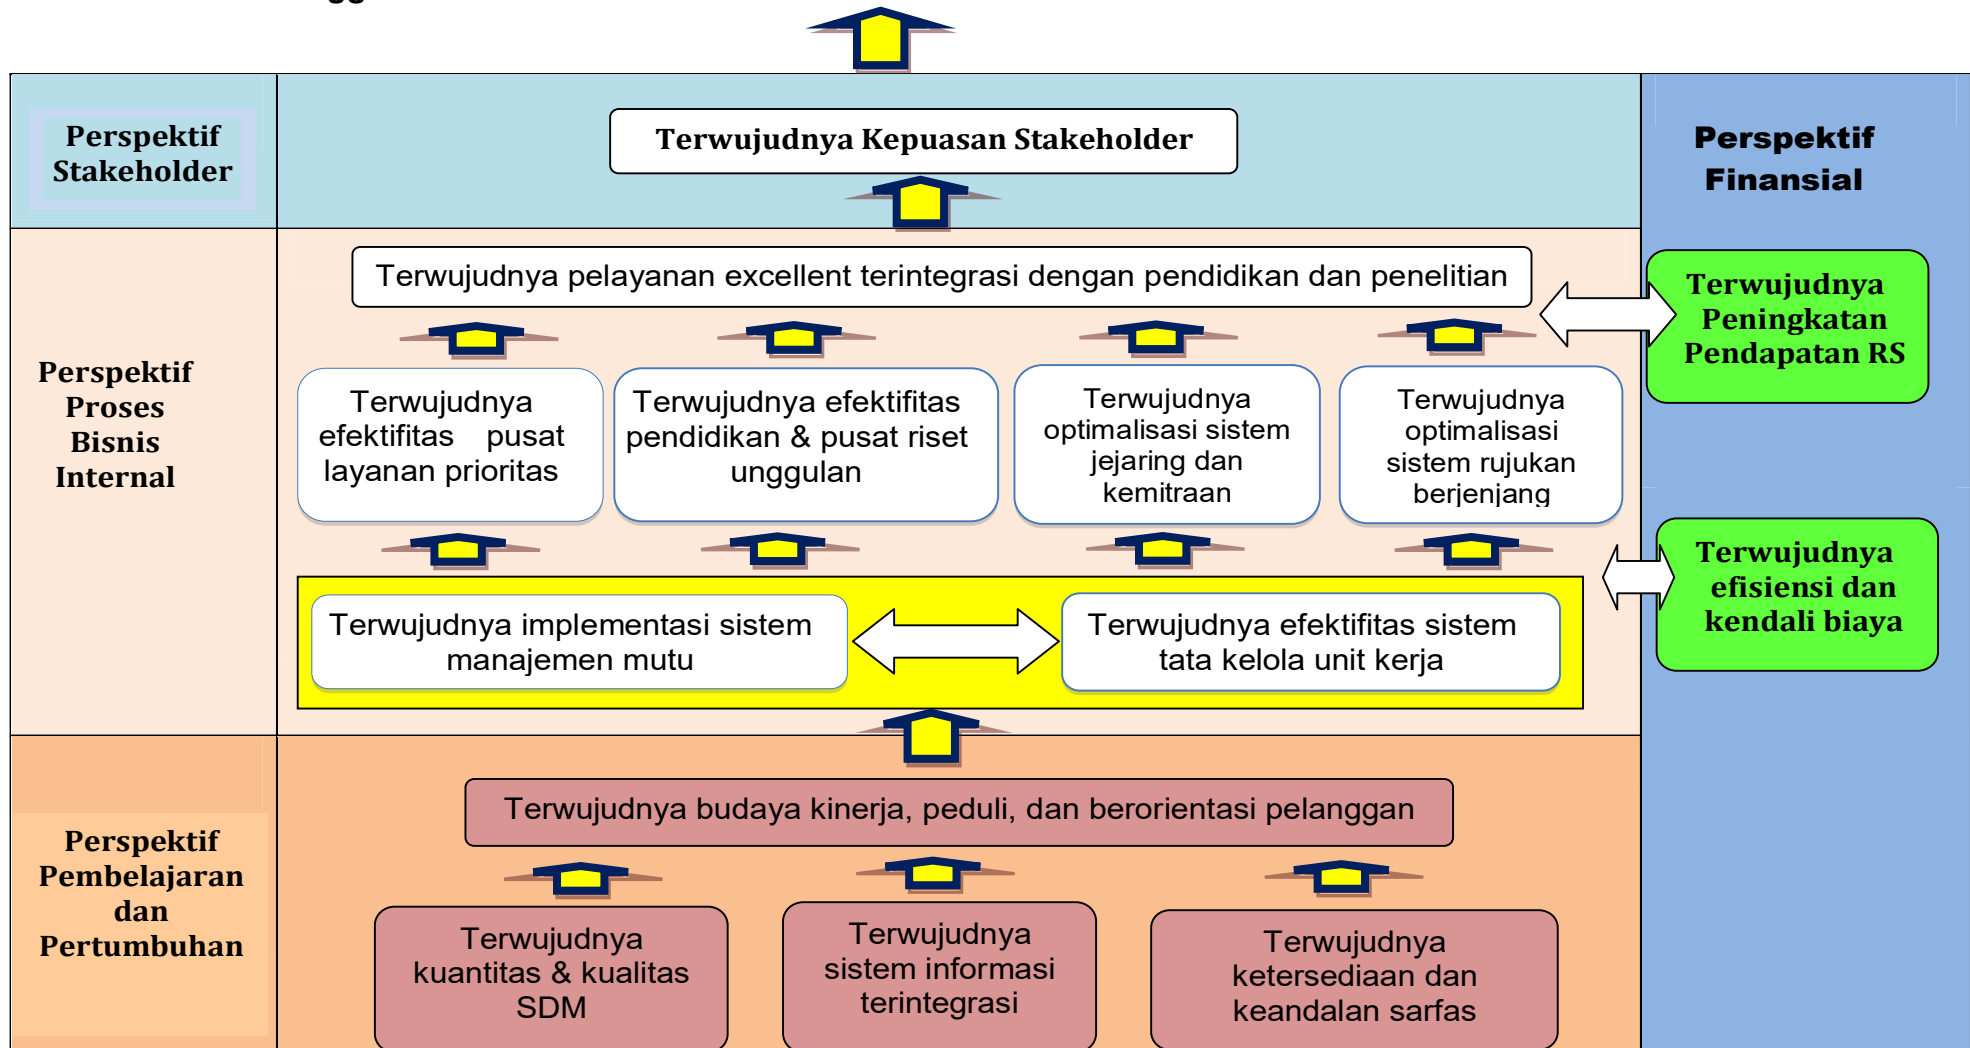 Perspektif
Stakeholder
Terwujudnya Kepuasan Stakeholder
Perspektif
Finansial
Perspektif
Proses
Bisnis
Internal
Terwujudnya pelayanan excellent terintegrasi dengan pendidikan dan penelitian
Terwujudnya
Peningkatan
Pendapatan RS
Terwujudnya
efektifitas pusat
layanan prioritas
Terwujudnya efektifitas
pendidikan & pusat riset
unggulan
Terwujudnya
optimalisasi sistem
jejaring dan
kemitraan
Terwujudnya
optimalisasi
sistem rujukan
berjenjang
Terwujudnya
efisiensi dan
kendali biaya
Terwujudnya implementasi sistem
manajemen mutu
Terwujudnya efektifitas sistem
tata kelola unit kerja
Perspektif
Pembelajaran
dan
Pertumbuhan
Terwujudnya budaya kinerja, peduli, dan berorientasi pelanggan
Terwujudnya
kuantitas & kualitas
SDM
Terwujudnya
sistem informasi
terintegrasi
Terwujudnya
ketersediaan dan
keandalan sarfas